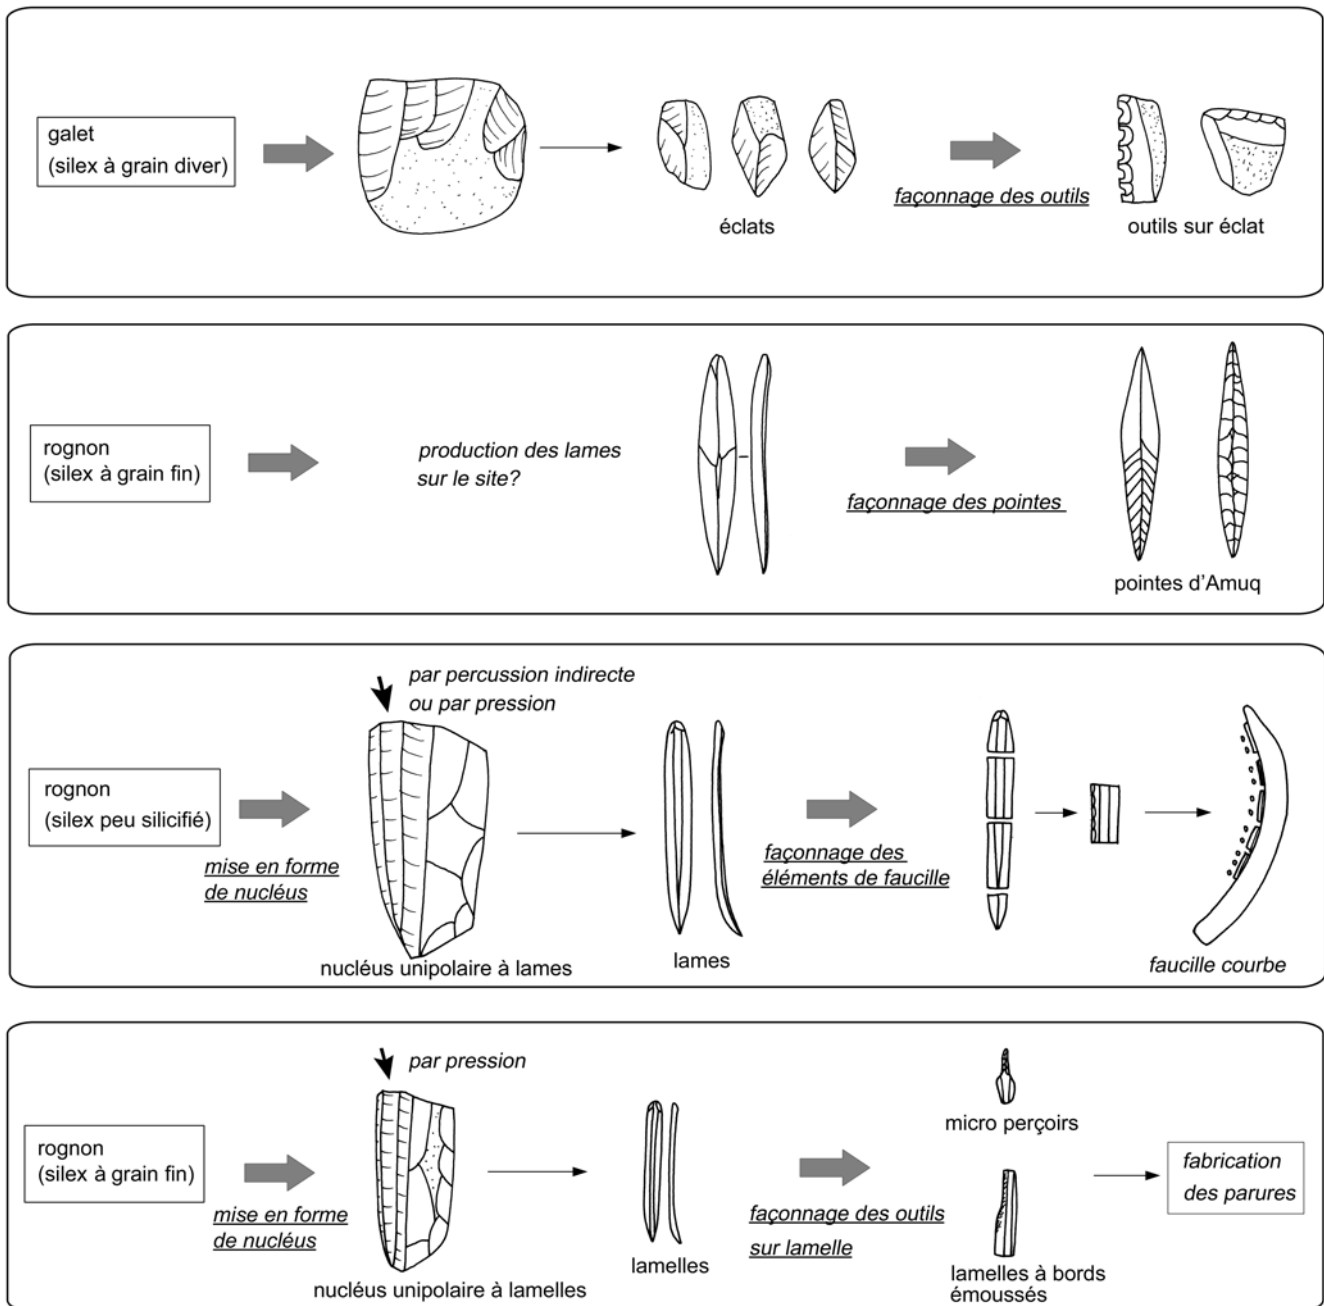 galet
(silex à grain diver)
éclats
façonnage des outils
outils sur éclat
rognon
(silex à grain fin)
production des lames
sur le site?
façonnage des pointes
pointes d'Amuq
par percussion indirecte
ou par pression
rognon
(silex peu silicifié)
mise en forme
de nucléus
nucléus unipolaire à lames
lames
façonnage des
éléments de faucille
faucille courbe
par pression
rognon
(silex à grain fin)
mise en forme
de nucléus
nucléus unipolaire à lamelles
lamelles
façonnage des outils
sur lamelle
micro perçoirs
lamelles à bords
émoussés
fabrication
des parures